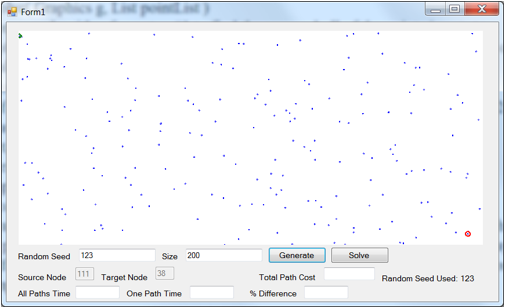 Graphics g, List pointList )
Form1
Random Seed 123 Size 200 Generate Solve
Source Node 111 Target Node 38 Total Path Cost Random Seed Used: 123
All Paths Time One Path Time % Difference